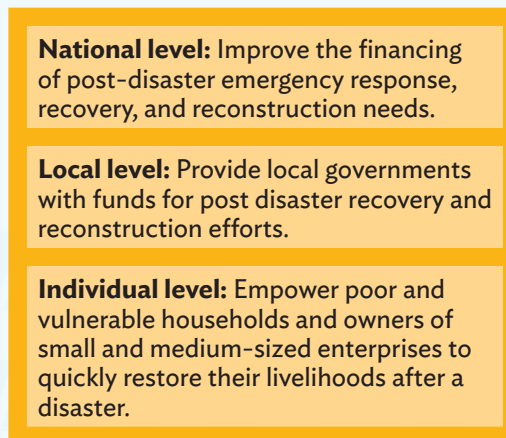 National level: Improve the financing
of post-disaster emergency response,
recovery, and reconstruction needs.
Local level: Provide local governments
with funds for post disaster recovery and
reconstruction efforts.
Individual level: Empower poor and
vulnerable households and owners of
small and medium-sized enterprises to
quickly restore their livelihoods after a
disaster.